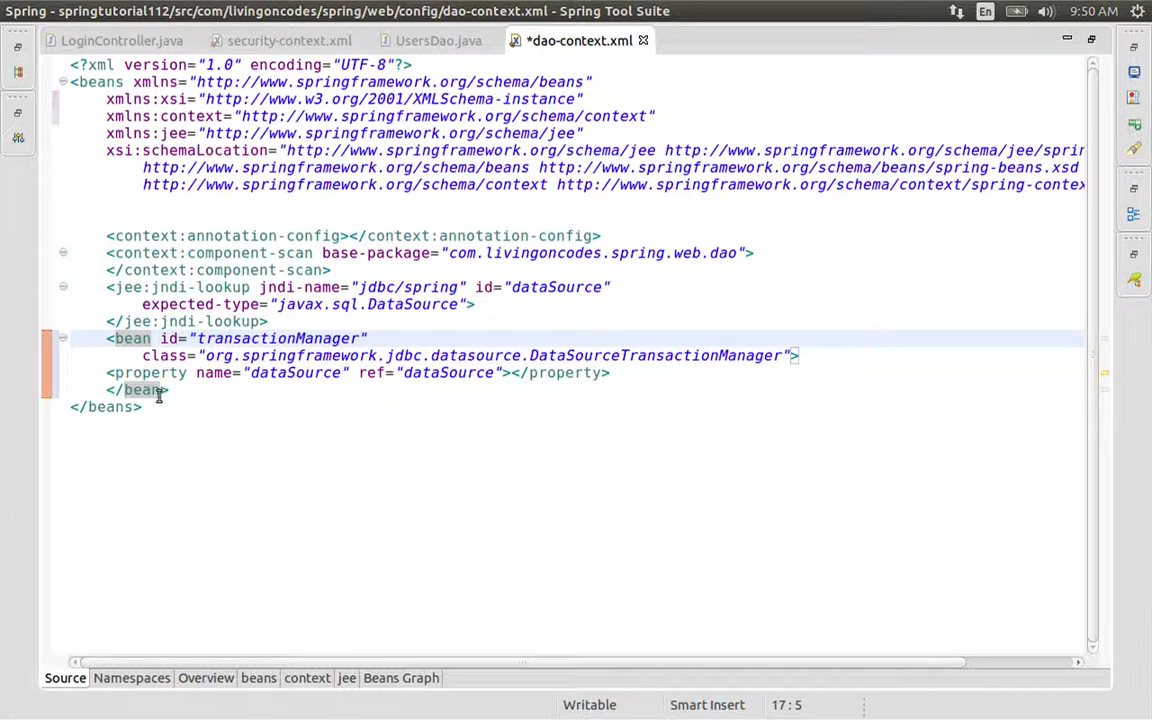 Spring - springtutorial112/src/com/livingoncodes/spring/web/config/dao-context.xml - Spring Tool Suite
En
9:50 AM
LoginController.java
security-context.xml
UsersDao.java
*dao-context.xml
<?xml version="1.0" encoding="UTF-8"?>
<beans xmlns="http://www.springframework.org/schema/beans"
xmlns:xsi="http://www.w3.org/2001/XMLSchema-instance"
xmlns:context="http://www.springframework.org/schema/context"
xmlns:jee="http://www.springframework.org/schema/jee"
xsi:schemaLocation="http://www.springframework.org/schema/jee http://www.springframework.org/schema/jee/sprin
http://www.springframework.org/schema/beans http://www.springframework.org/schema/beans/spring-beans.xsd
http://www.springframework.org/schema/context http://www.springframework.org/schema/context/spring-contex
<context:annotation-config></context:annotation-config>
<context:component-scan base-package="com.livingoncodes.spring.web.dao">
</context:component-scan>
<jee:jndi-lookup jndi-name="jdbc/spring" id="dataSource"
expected-type="javax.sql.DataSource">
</jee:jndi-lookup>
<bean id="transactionManager"
class="org.springframework.jdbc.datasource.DataSourceTransactionManager">
<property name="dataSource" ref="dataSource"></property>
</bean>
</beans>
Source
Namespaces
Overview
beans
context
jee
Beans Graph
Writable
Smart Insert
17 : 5